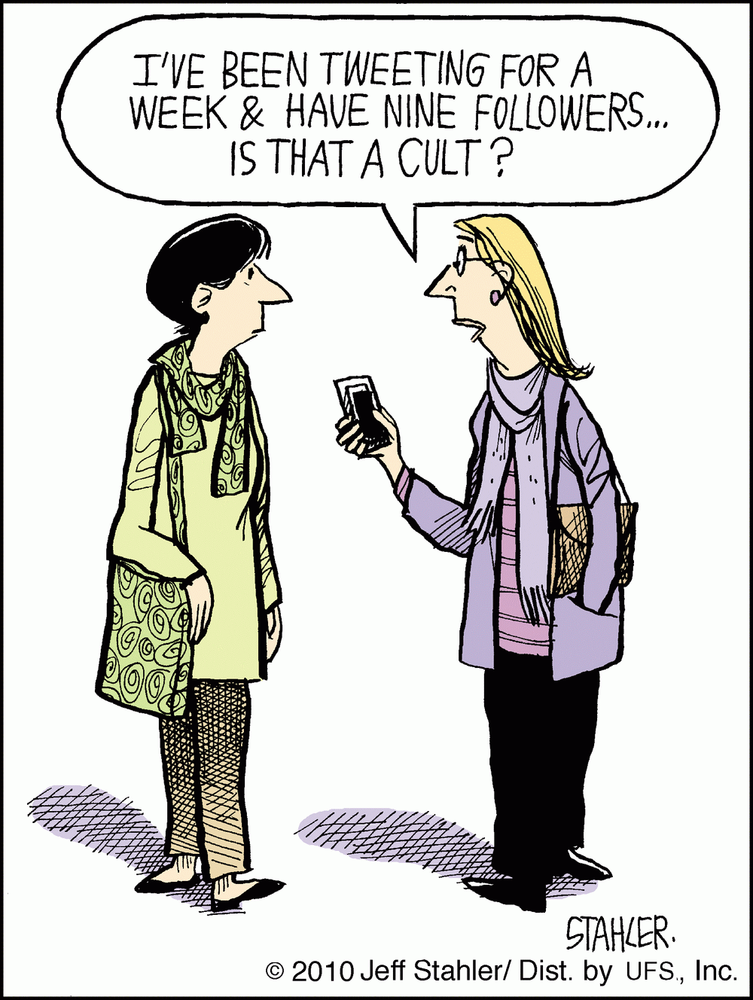 I'VE BEEN TWEETING FOR A
WEEK & HAVE NINE FOLLOWERS...
IS THAT A CULT?
STAHLER.
© 2010 Jeff Stahler/ Dist. by UFS., Inc.